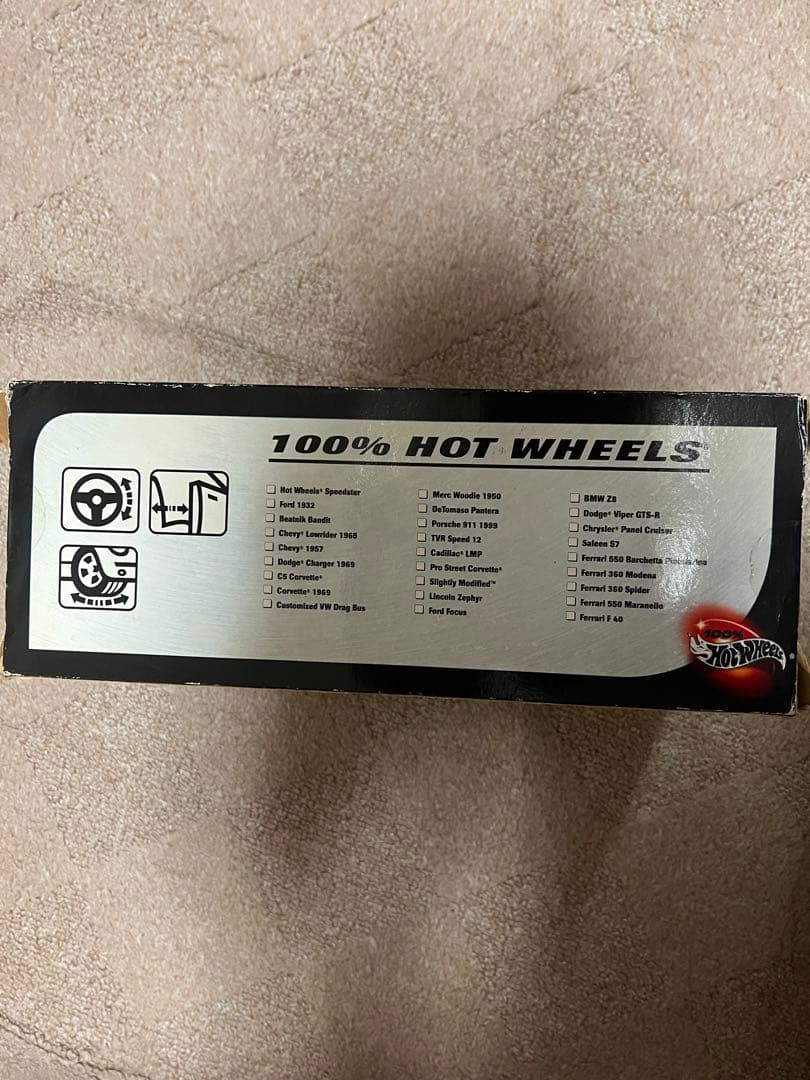 100% HOT WHEELS
Hot Wheels® Speedster
Ford 1932
Beatnik Bandit
Chevy® Lowrider 1965
Chevy® 1957
Dodge® Charger 1969
C5 Corvette®
Corvette® 1969
Customized VW Drag Bus
Merc Woodie 1950
DeTomaso Pantera
Porsche 911 1999
TVR Speed 12
Cadillac® LMP
Pro Street Corvette®
Slightly Modified™
Lincoln Zephyr
Ford Focus
BMW Z8
Dodge® Viper GTS-R
Chrysler® Panel Cruiser
Saleen S7
Ferrari 550 Barchetta
Ferrari 360 Modena
Ferrari 360 Spider
Ferrari 550 Maranello
Ferrari F 40
100%
Hot Wheels